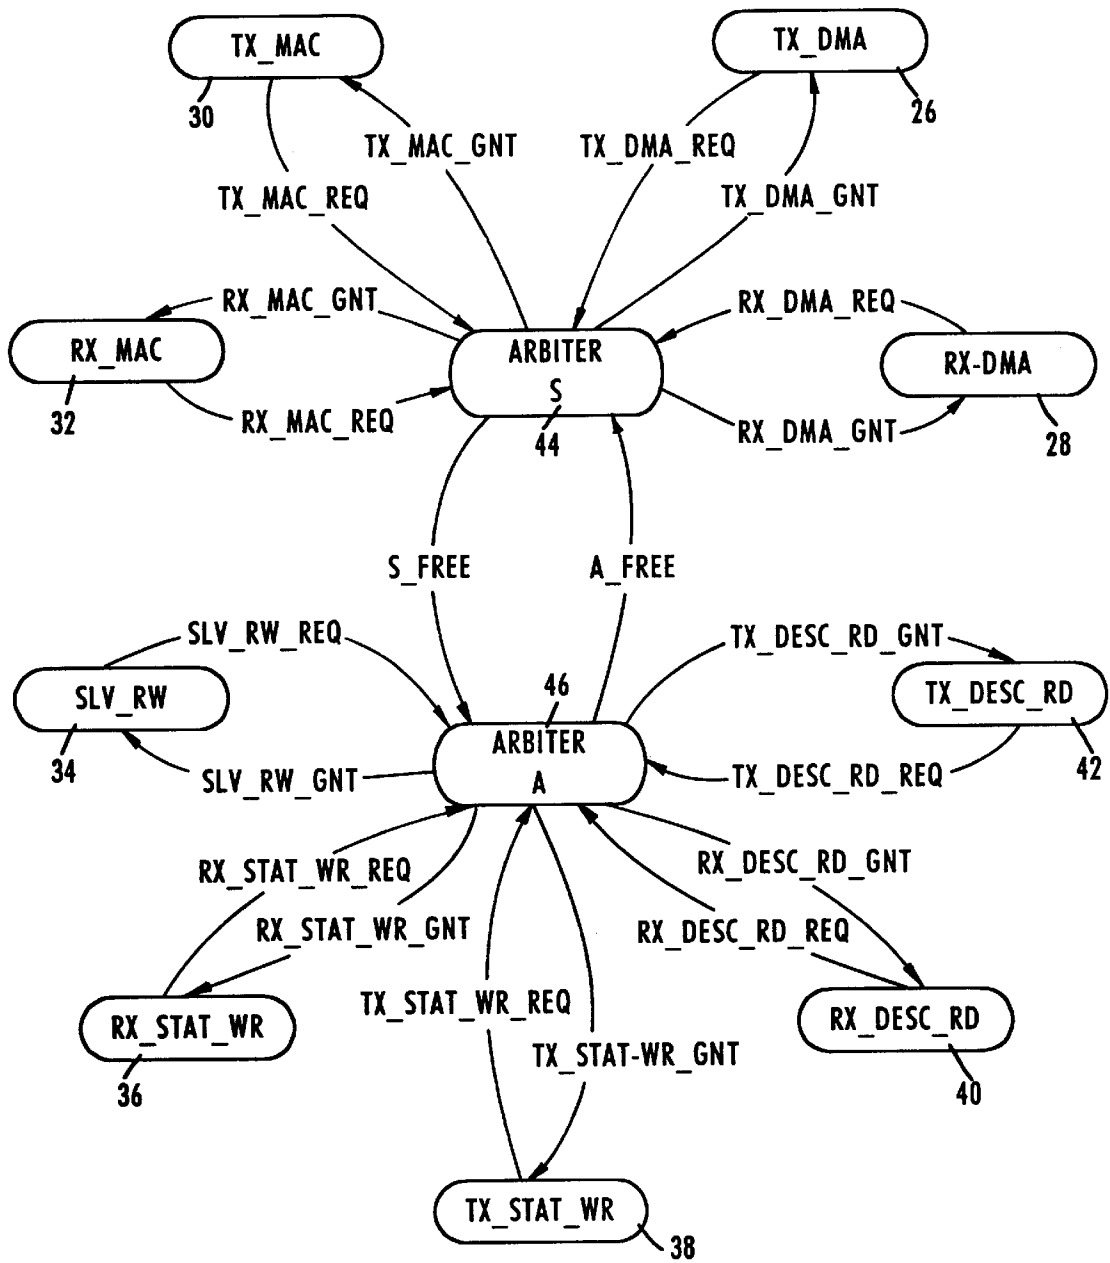 TX_MAC
TX_DMA
30
26
TX_MAC_GNT
TX_DMA_REQ
TX_MAC_REQ
TX_DMA_GNT
RX_MAC_GNT
RX_DMA_REQ
RX_MAC
ARBITER
S
RX-DMA
32
RX_MAC_REQ
44
RX_DMA_GNT
28
S_FREE
A_FREE
SLV_RW_REQ
TX_DESC_RD_GNT
SLV_RW
46
TX_DESC_RD
34
ARBITER
A
42
SLV_RW_GNT
TX_DESC_RD_REQ
RX_STAT_WR_REQ
RX_DESC_RD_GNT
RX_STAT_WR_GNT
RX_DESC_RD_REQ
TX_STAT_WR_REQ
RX_STAT_WR
RX_DESC_RD
TX_STAT-WR_GNT
36
40
TX_STAT_WR
38